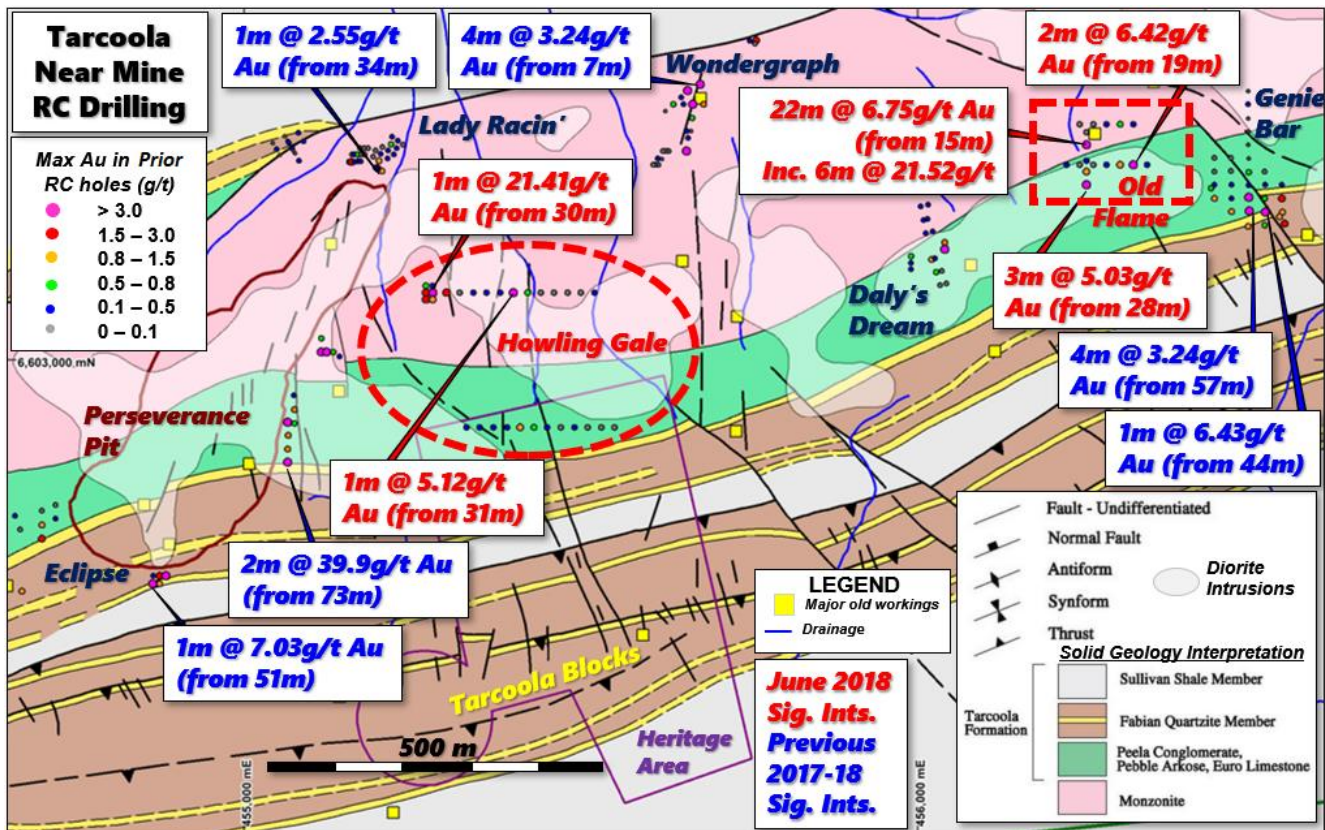 Tarcoola
Near Mine
RC Drilling
Max Au in Prior
RC holes (g/t)
> 3.0
1.5 – 3.0
0.8 – 1.5
0.5 – 0.8
0.1 – 0.5
0 – 0.1
1m @ 2.55g/t
Au (from 34m)
4m @ 3.24g/t
Au (from 7m)
Wondergraph
2m @ 6.42g/t
Au (from 19m)
Lady Racin'
22m @ 6.75g/t Au
(from 15m)
Inc. 6m @ 21.52g/t
Genie
Bar
1m @ 21.41g/t
Au (from 30m)
Old
Flame
Howling Gale
Daly's
Dream
3m @ 5.03g/t
Au (from 28m)
6,603,000 mN
Perseverance
Pit
4m @ 3.24g/t
Au (from 57m)
1m @ 6.43g/t
Au (from 44m)
1m @ 5.12g/t
Au (from 31m)
Eclipse
2m @ 39.9g/t Au
(from 73m)
1m @ 7.03g/t Au
(from 51m)
Tarcoola Blocks
500 m
Heritage
Area
455,000 mE
456,000 mE
LEGEND
Major old workings
Drainage
June 2018
Sig. Ints.
Previous
2017-18
Sig. Ints.
Fault - Undifferentiated
Normal Fault
Antiform
Synform
Thrust
Diorite
Intrusions
Solid Geology Interpretation
Tarcoola
Formation
Sullivan Shale Member
Fabian Quartzite Member
Peela Conglomerate,
Pebble Arkose, Euro Limestone
Monzonite